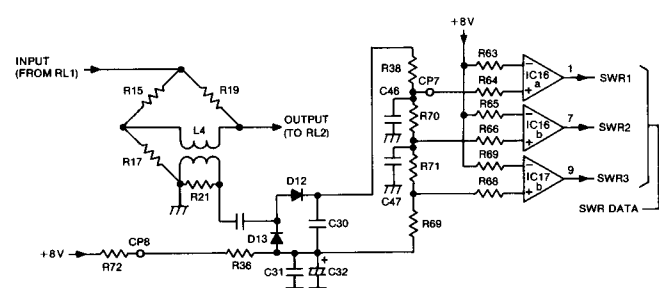 +8V
INPUT
(FROM RL1)
R15
R19
L4
OUTPUT
(TO RL2)
R17
R21
D12
D13
C30
+8V
R72
CP8
R36
C31
+
C32
R38
CP7
C46
R70
C47
R71
R69
R63
R64
R65
R66
R69
R68
−
+
IC16
a
1
SWR1
−
+
IC16
b
7
SWR2
−
+
IC17
b
9
SWR3
SWR DATA